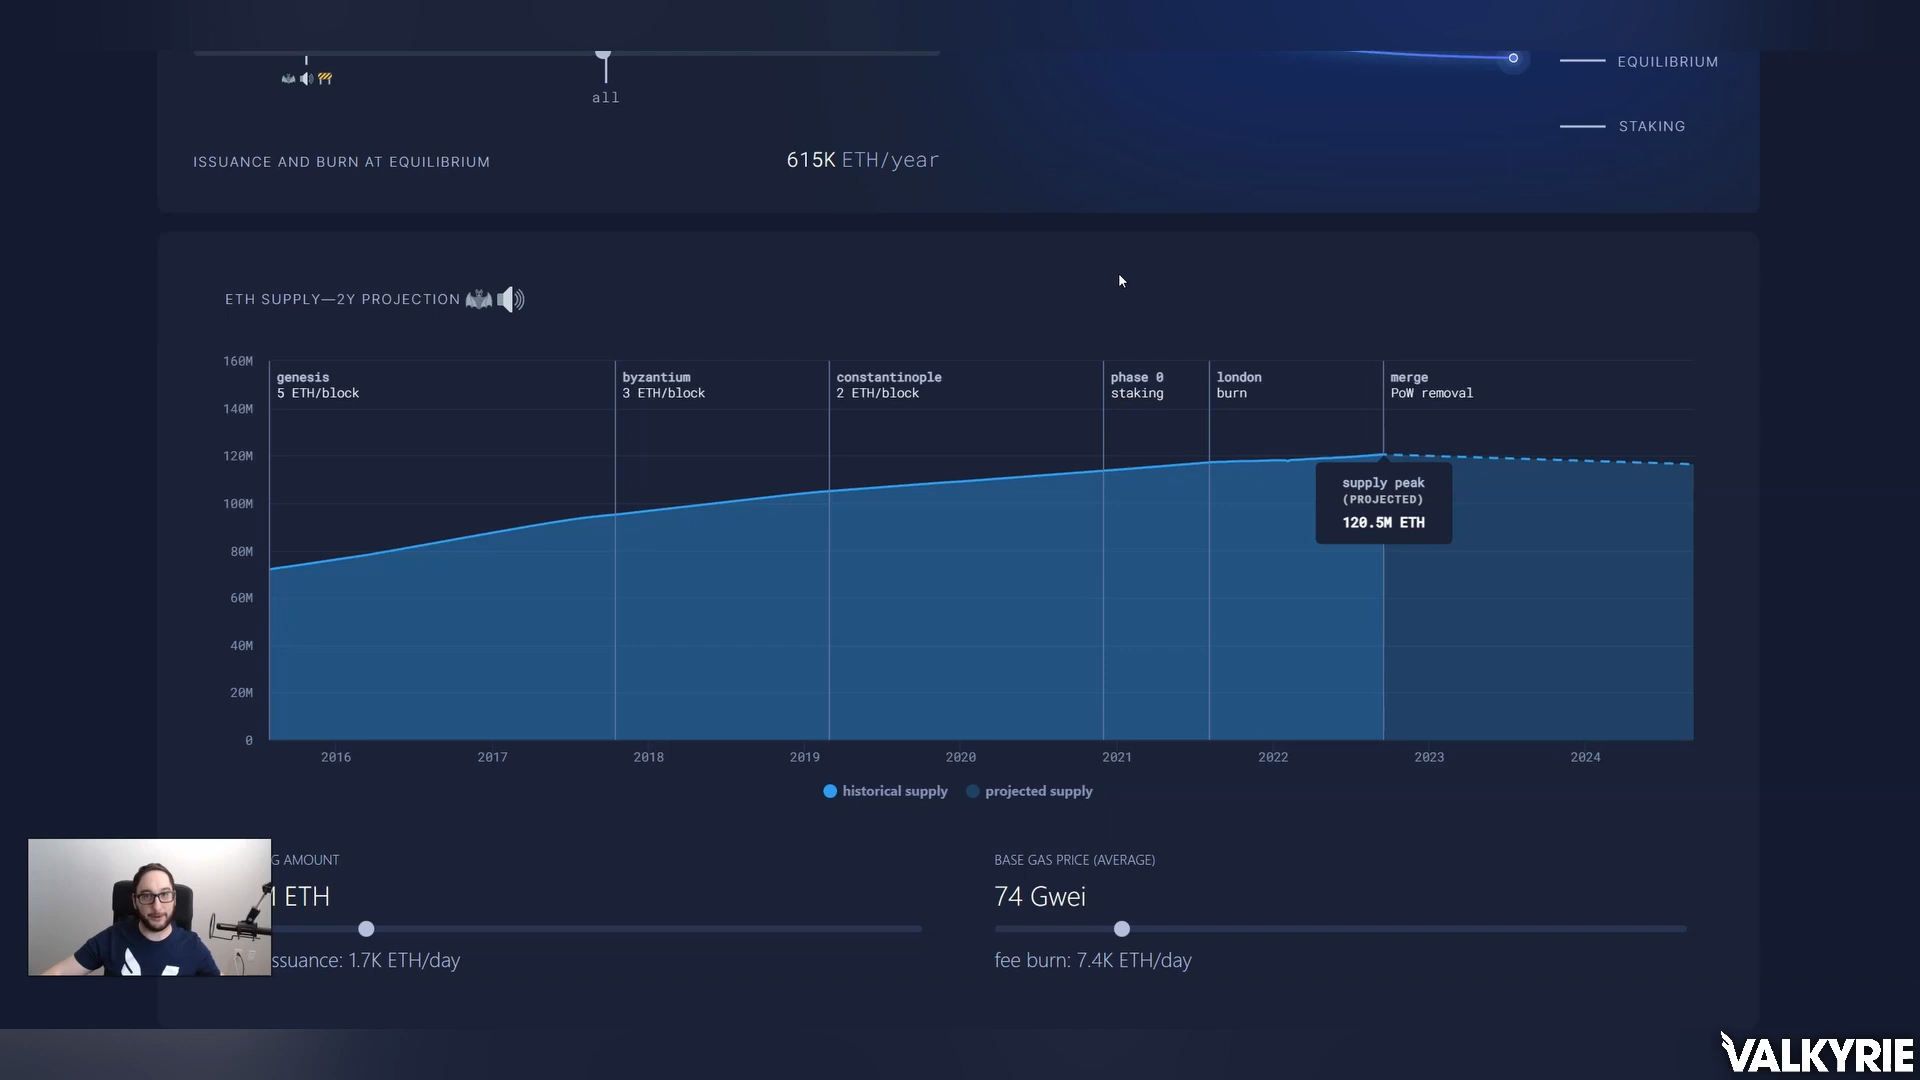 EQUILIBRIUM
all
STAKING
ISSUANCE AND BURN AT EQUILIBRIUM
615K ETH/year
ETH SUPPLY—2Y PROJECTION
160M
140M
120M
100M
80M
60M
40M
20M
0
genesis
5 ETH/block
byzantium
3 ETH/block
constantinople
2 ETH/block
phase 0
staking
london
burn
merge
PoW removal
supply peak
(PROJECTED)
120.5M ETH
2016 2017 2018 2019 2020 2021 2022 2023 2024
historical supply projected supply
G AMOUNT
ETH
ssuance: 1.7K ETH/day
BASE GAS PRICE (AVERAGE)
74 Gwei
fee burn: 7.4K ETH/day
VALKYRIE